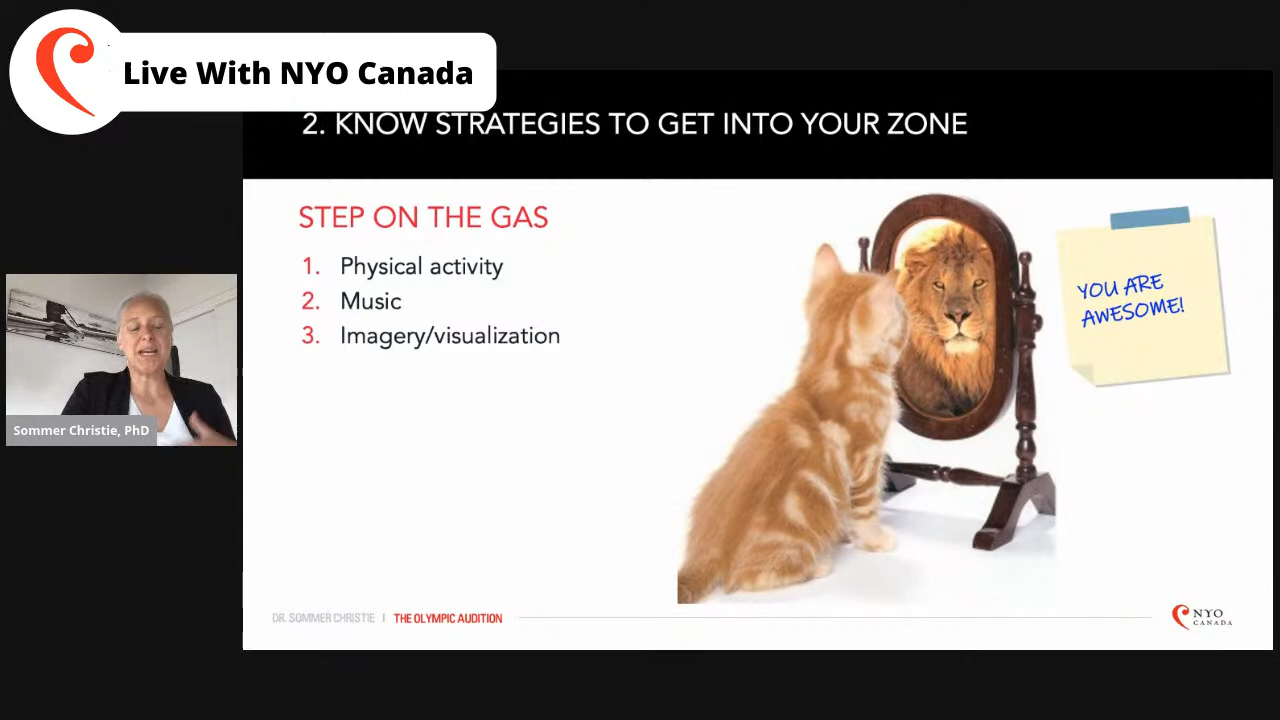 Live With NYO Canada
2. KNOW STRATEGIES TO GET INTO YOUR ZONE
STEP ON THE GAS
1. Physical activity
2. Music
3. Imagery/visualization
YOU ARE
AWESOME!
Sommer Christie, PhD
DR. SOMMER CHRISTIE | THE OLYMPIC AUDITION
NYO
CANADA